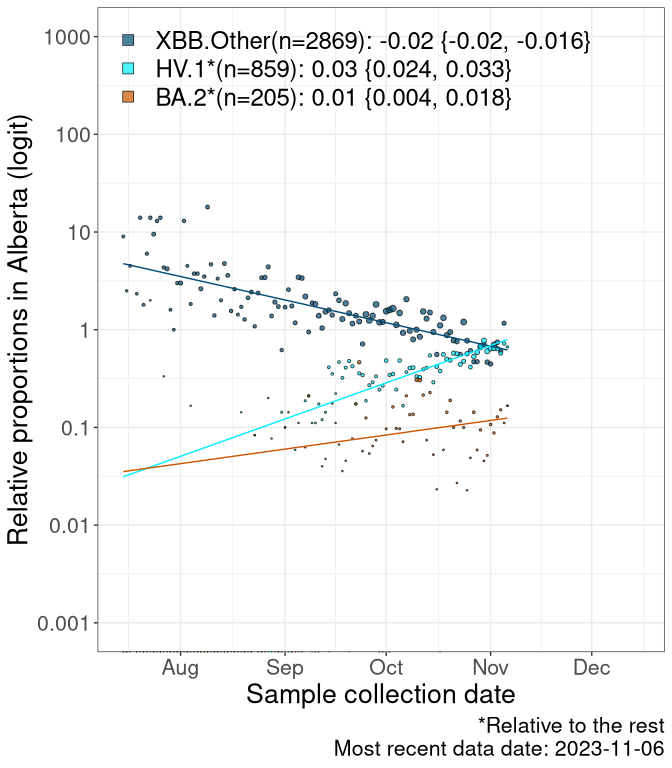 XBB.Other(n=2869): -0.02 {-0.02, -0.016}
HV.1*(n=859): 0.03 {0.024, 0.033}
BA.2*(n=205): 0.01 {0.004, 0.018}
Relative proportions in Alberta (logit)
1000
100
10
1
0.1
0.01
0.001
Aug Sep Oct Nov Dec
Sample collection date
*Relative to the rest
Most recent data date: 2023-11-06